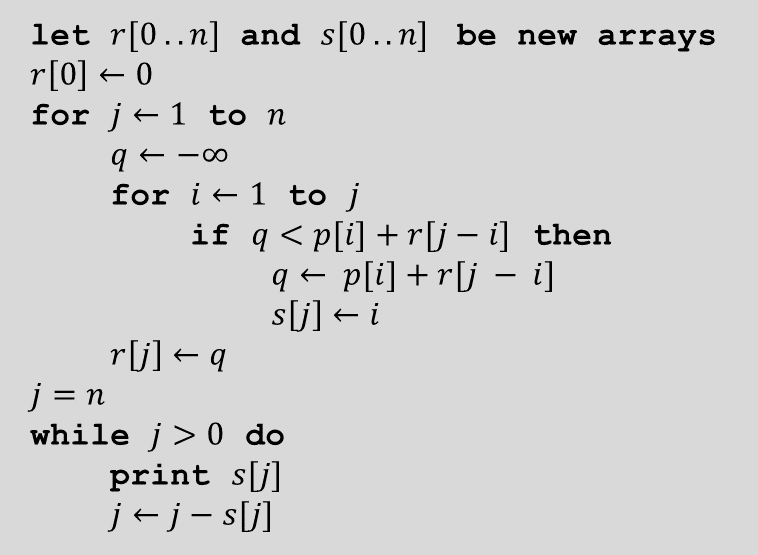 let r[0..n] and s[0..n] be new arrays
r[0] ← 0
for j ← 1 to n
q ← −∞
for i ← 1 to j
if q < p[i] + r[j − i] then
q ← p[i] + r[j − i]
s[j] ← i
r[j] ← q
j = n
while j > 0 do
print s[j]
j ← j − s[j]